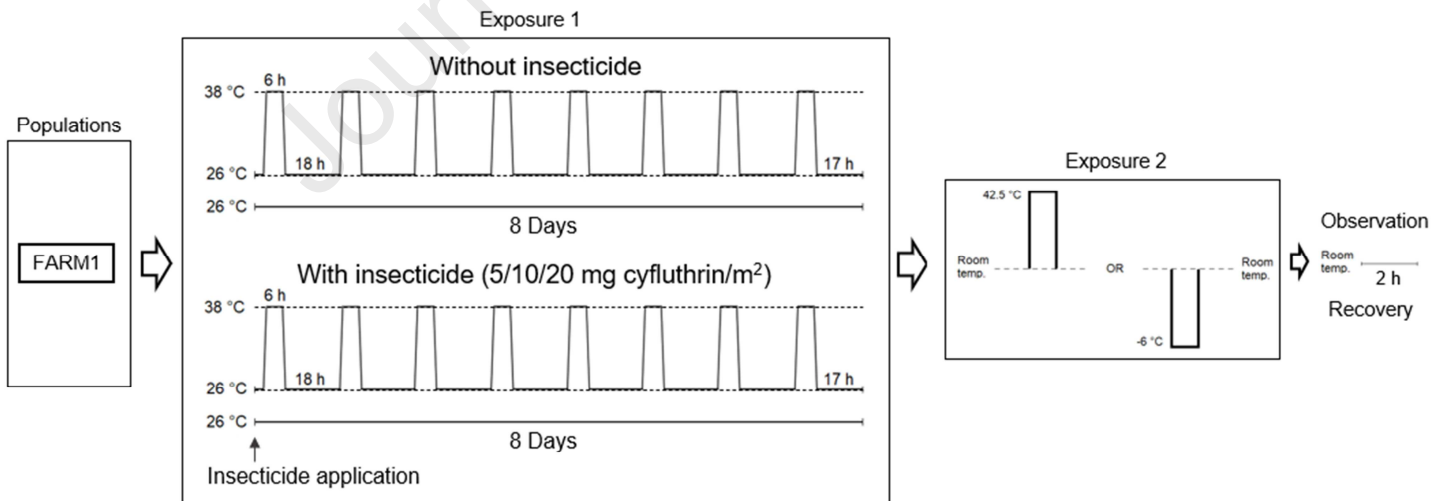 Journ
Exposure 1
Populations
FARM1
Without insecticide
6 h
38 °C
18 h
17 h
26 °C
26 °C
8 Days
With insecticide (5/10/20 mg cyfluthrin/m²)
6 h
38 °C
18 h
17 h
26 °C
26 °C
8 Days
Insecticide application
Exposure 2
42.5 °C
Room
temp.
OR
Room
temp.
-6 °C
Observation
Room
temp.
2 h
Recovery